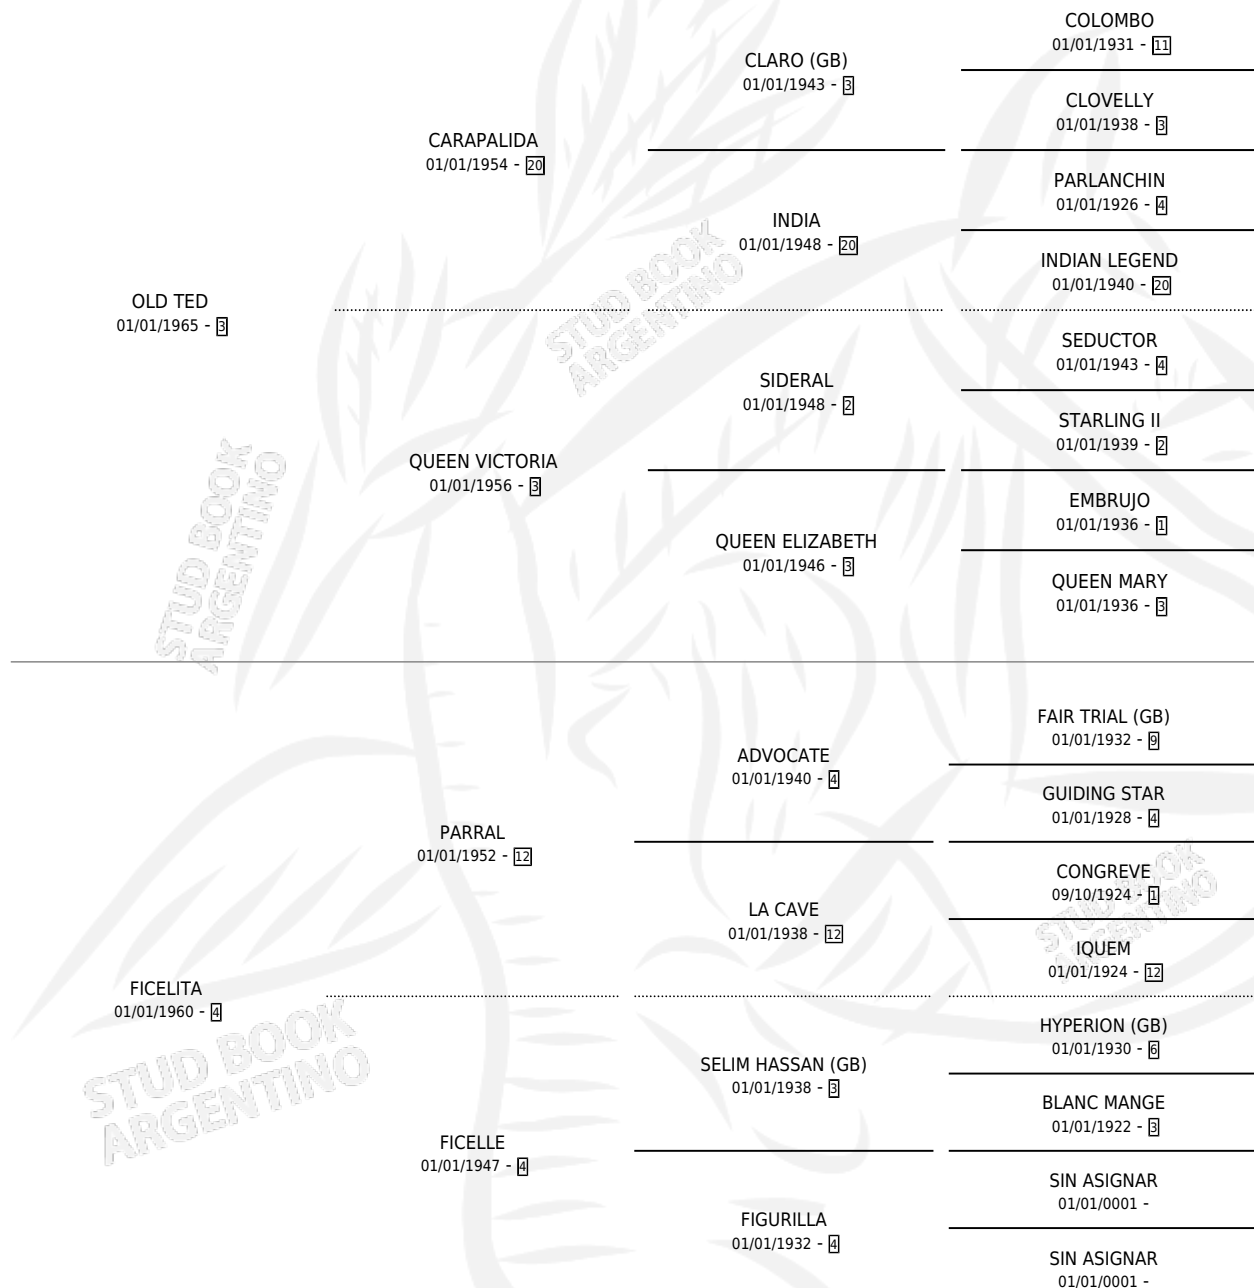 OLD TED
01/01/1965 - 3
CARAPALIDA
01/01/1954 - 20
CLARO (GB)
01/01/1943 - 3
COLOMBO
01/01/1931 - 11
CLOVELLY
01/01/1938 - 3
INDIA
01/01/1948 - 20
PARLANCHIN
01/01/1926 - 4
INDIAN LEGEND
01/01/1940 - 20
QUEEN VICTORIA
01/01/1956 - 3
SIDERAL
01/01/1948 - 2
SEDUCTOR
01/01/1943 - 4
STARLING II
01/01/1939 - 2
QUEEN ELIZABETH
01/01/1946 - 3
EMBRUJO
01/01/1936 - 1
QUEEN MARY
01/01/1936 - 3
FICELITA
01/01/1960 - 4
PARRAL
01/01/1952 - 12
ADVOCATE
01/01/1940 - 4
FAIR TRIAL (GB)
01/01/1932 - 9
GUIDING STAR
01/01/1928 - 4
LA CAVE
01/01/1938 - 12
CONGREVE
09/10/1924 - 1
IQUEM
01/01/1924 - 12
FICELLE
01/01/1947 - 4
SELIM HASSAN (GB)
01/01/1938 - 3
HYPERION (GB)
01/01/1930 - 6
BLANC MANGE
01/01/1922 - 3
FIGURILLA
01/01/1932 - 4
SIN ASIGNAR
01/01/0001 -
SIN ASIGNAR
01/01/0001 -
STUD BOOK
ARGENTINO
STUD BOOK
ARGENTINO
STUD BOOK
ARGENTINO
STUD BOOK
ARGENTINO